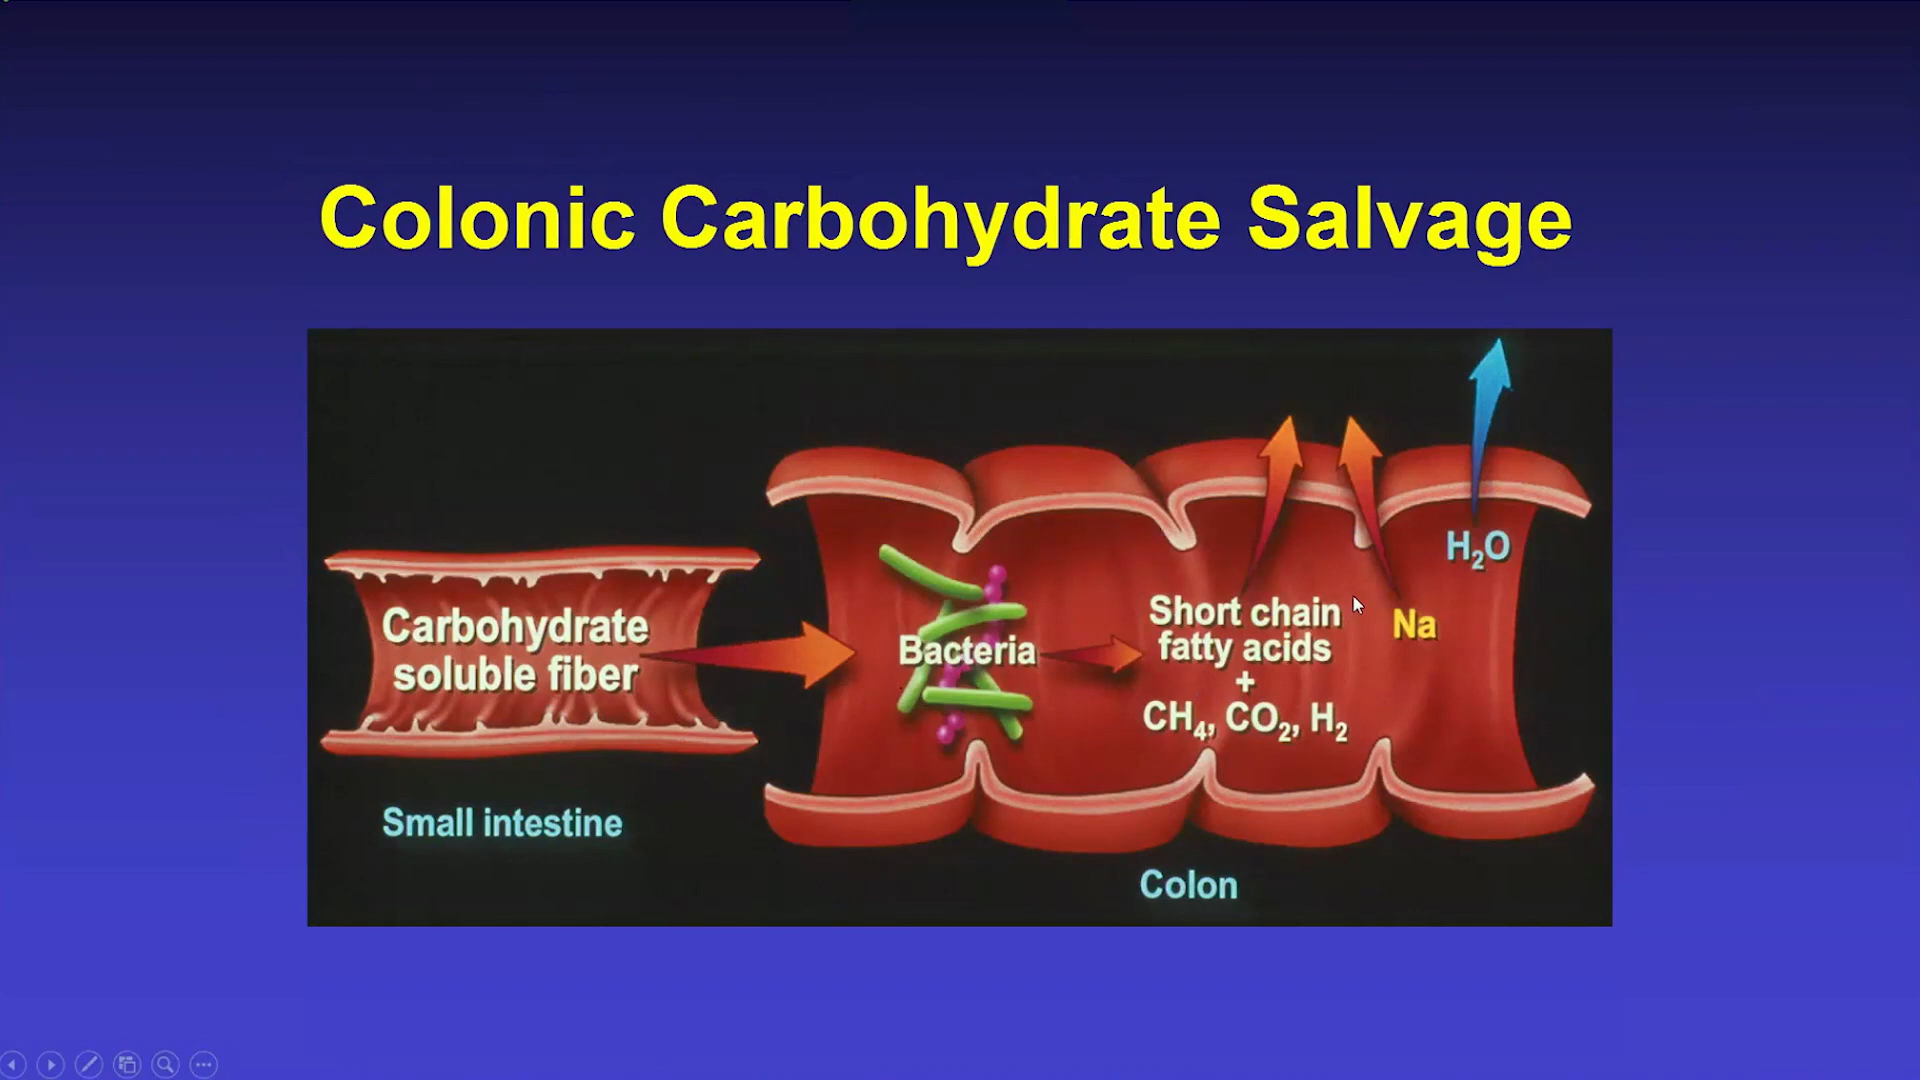 Colonic Carbohydrate Salvage
Carbohydrate
soluble fiber
Small intestine
Bacteria
Short chain
fatty acids
+
CH₄, CO₂, H₂
Na
H₂O
Colon